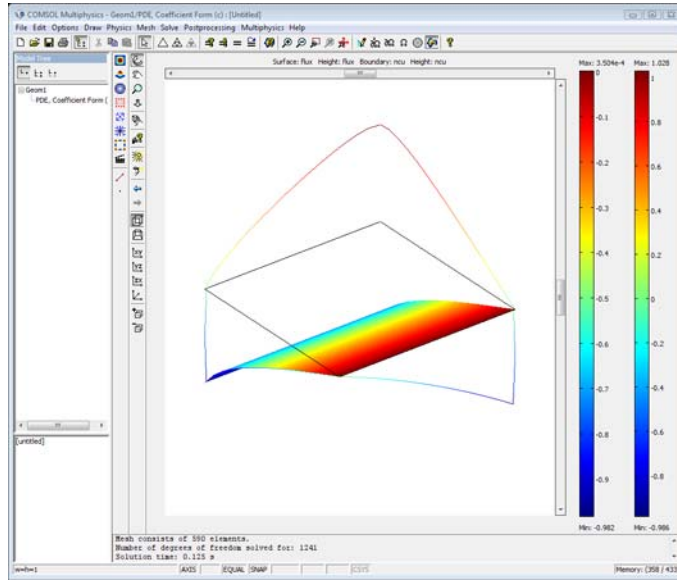 COMSOL Multiphysics - Geom1/PDE, Coefficient Form (c) : [Untitled]
File Edit Options Draw Physics Mesh Solve Postprocessing Multiphysics Help
Model Tree
Geom1
PDE, Coefficient Form (
[untitled]
Surface: flux Height: flux Boundary: ncu Height: ncu
Max: 3.504e-4
0
-0.1
-0.2
-0.3
-0.4
-0.5
-0.6
-0.7
-0.8
-0.9
Min: -0.982
Max: 1.028
1
0.8
0.6
0.4
0.2
0
-0.2
-0.4
-0.6
-0.8
Min: -0.986
Mesh consists of 590 elements.
Number of degrees of freedom solved for: 1241
Solution time: 0.125 s
w=h=1
AXIS
EQUAL
SNAP
CSYS
Memory: (358 / 433